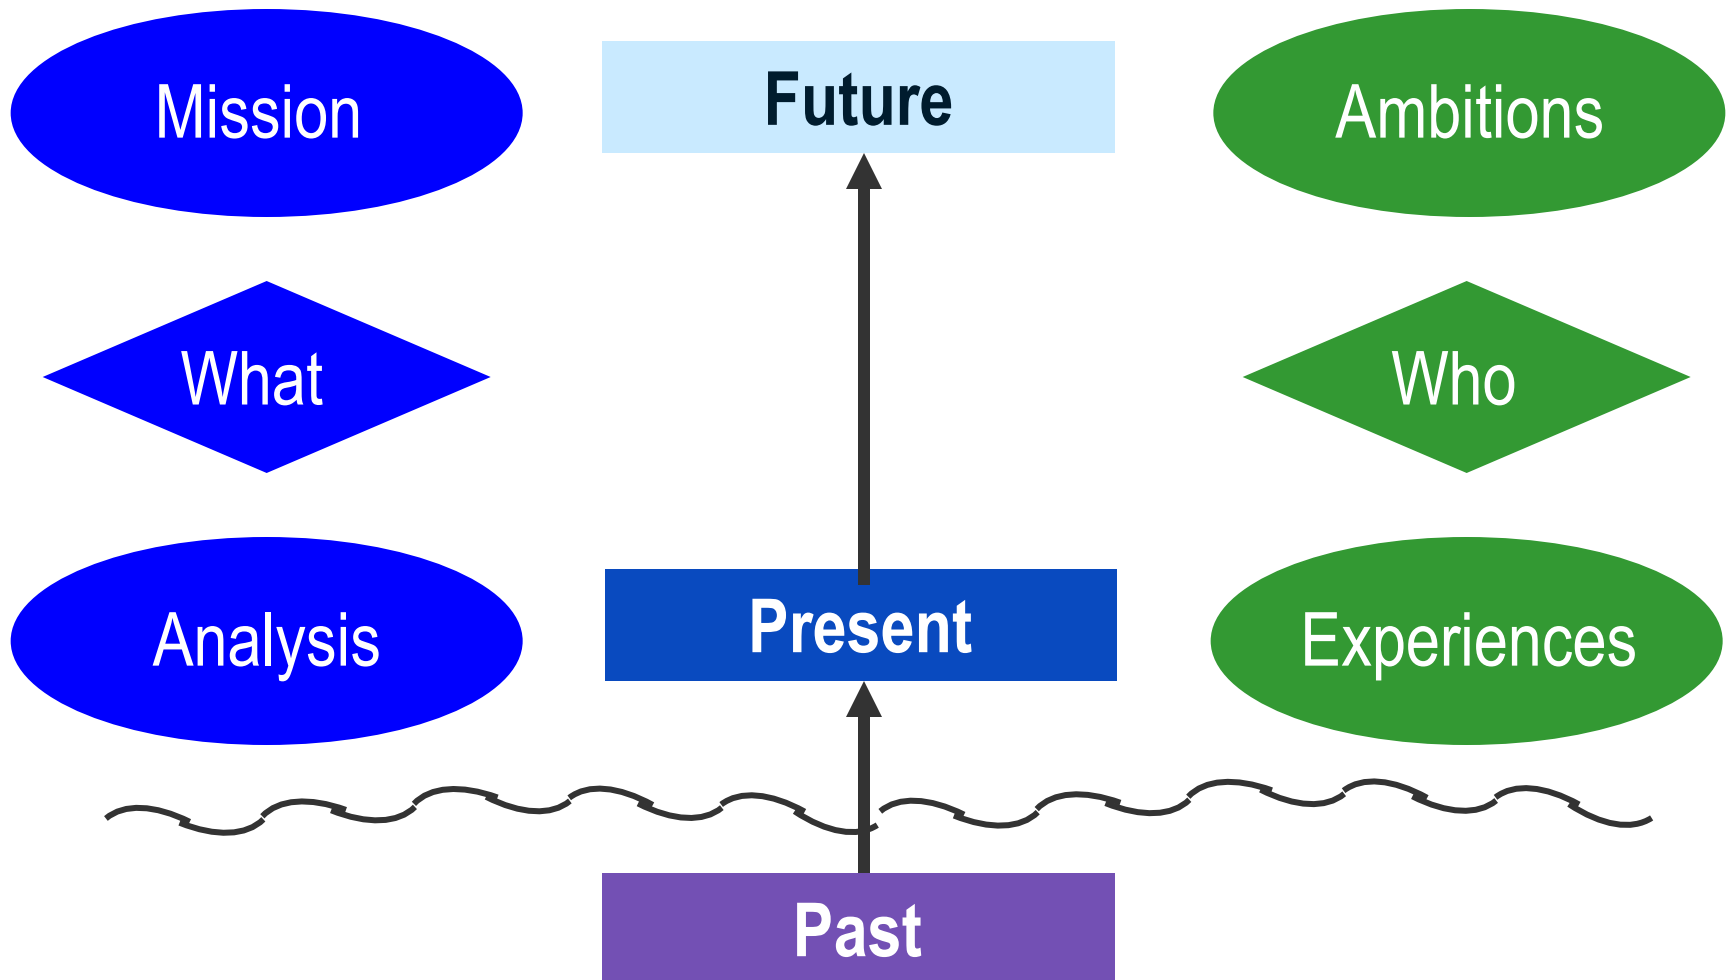 Mission
Future
Ambitions
What
Who
Analysis
Present
Experiences
Past